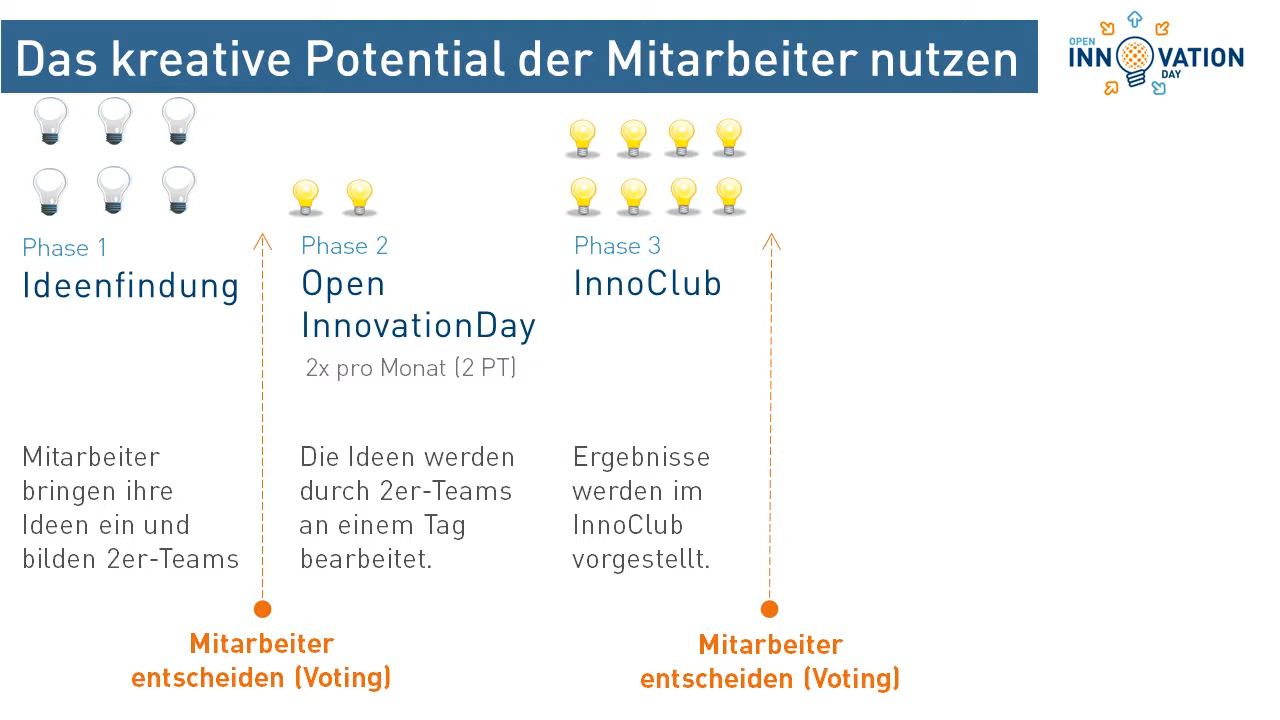 Das kreative Potential der Mitarbeiter nutzen
OPEN
INNOVATION
DAY
Phase 1
Ideenfindung
Mitarbeiter
bringen ihre
Ideen ein und
bilden 2er-Teams
Mitarbeiter
entscheiden (Voting)
Phase 2
Open
InnovationDay
2x pro Monat (2 PT)
Die Ideen werden
durch 2er-Teams
an einem Tag
bearbeitet.
Phase 3
InnoClub
Ergebnisse
werden im
InnoClub
vorgestellt.
Mitarbeiter
entscheiden (Voting)